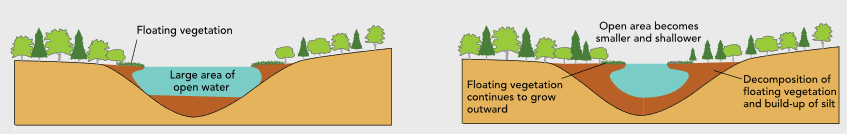 Floating vegetation
Large area of
open water
Open area becomes
smaller and shallower
Floating vegetation
continues to grow
outward
Decomposition of
floating vegetation
and build-up of silt